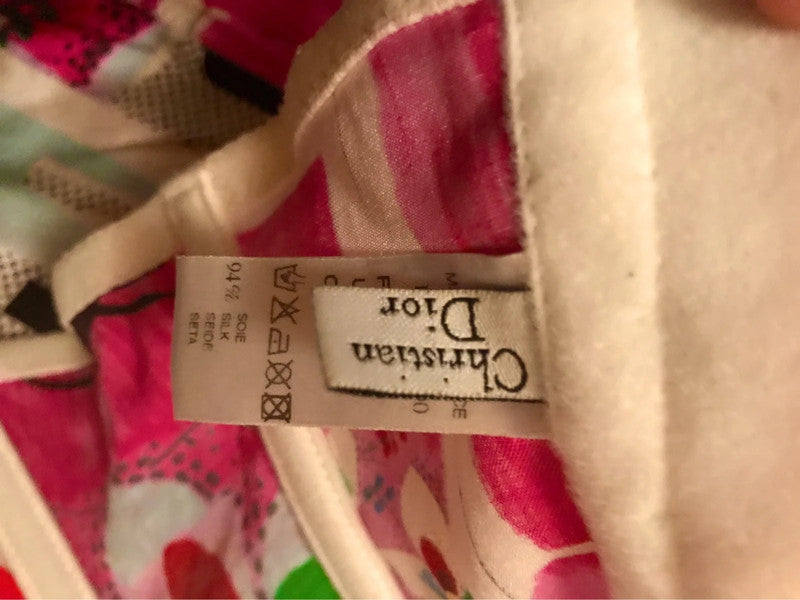 Christian
Dior
94% SOIE
SILK
SEIDE
SETA